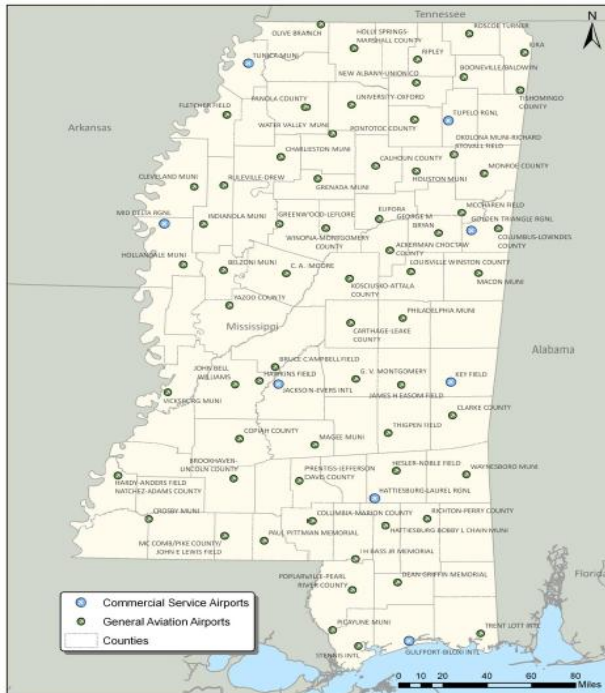 Tennessee
N
OLIVE BRANCH
HOLLY SPRINGS-
MARSHALL COUNTY
ROSCOE TURNER
TUNICA MUNI
RIPLEY
IUKA
NEW ALBANY-UNION CO
BOONEVILLE/BALDWIN
FLETCHER FIELD
PANOLA COUNTY
UNIVERSITY-OXFORD
TISHOMINGO
COUNTY
TUPELO RGNL
Arkansas
WATER VALLEY MUNI
PONTOTOC COUNTY
OKOLONA MUNI-RICHARD
STOVALL FIELD
CHARLESTON MUNI
CALHOUN COUNTY
MONROE COUNTY
CLEVELAND MUNI
RULEVILLE-DREW
GRENADA MUNI
HOUSTON MUNI
MID DELTA RGNL
INDIANOLA MUNI
GREENWOOD-LEFLORE
EUPORA
GEORGE M
BRYAN
MCCHAREN FIELD
GOLDEN TRIANGLE RGNL
WINONA-MONTGOMERY
COUNTY
ACKERMAN CHOCTAW
COUNTY
COLUMBUS-LOWNDES
COUNTY
HOLLANDALE MUNI
BELZONI MUNI
C. A. MOORE
LOUISVILLE WINSTON COUNTY
KOSCIUSKO-ATTALA
COUNTY
MACON MUNI
YAZOO COUNTY
Mississippi
PHILADELPHIA MUNI
CARTHAGE-LEAKE
COUNTY
Alabama
JOHN BELL
WILLIAMS
BRUCE CAMPBELL FIELD
HAWKINS FIELD
G. V. MONTGOMERY
KEY FIELD
JACKSON-EVERS INTL
JAMES H EASOM FIELD
VICKSBURG MUNI
CLARKE COUNTY
COPIAH COUNTY
MAGEE MUNI
THIGPEN FIELD
BROOKHAVEN-
LINCOLN COUNTY
PRENTISS-JEFFERSON
DAVIS COUNTY
HESLER-NOBLE FIELD
WAYNESBORO MUNI
HARDY-ANDERS FIELD
NATCHEZ-ADAMS COUNTY
HATTIESBURG-LAUREL RGNL
CROSBY MUNI
COLUMBIA-MARION COUNTY
RICHTON-PERRY COUNTY
HATTIESBURG BOBBY L CHAIN MUNI
MC COMB/PIKE COUNTY/
JOHN E LEWIS FIELD
PAUL PITTMAN MEMORIAL
I H BASS JR MEMORIAL
POPLARVILLE-PEARL
RIVER COUNTY
DEAN GRIFFIN MEMORIAL
Florida
Commercial Service Airports
General Aviation Airports
Counties
PICAYUNE MUNI
TRENT LOTT INTL
STENNIS INTL
GULFPORT-BILOXI INTL
0 10 20 40 60 80
Miles